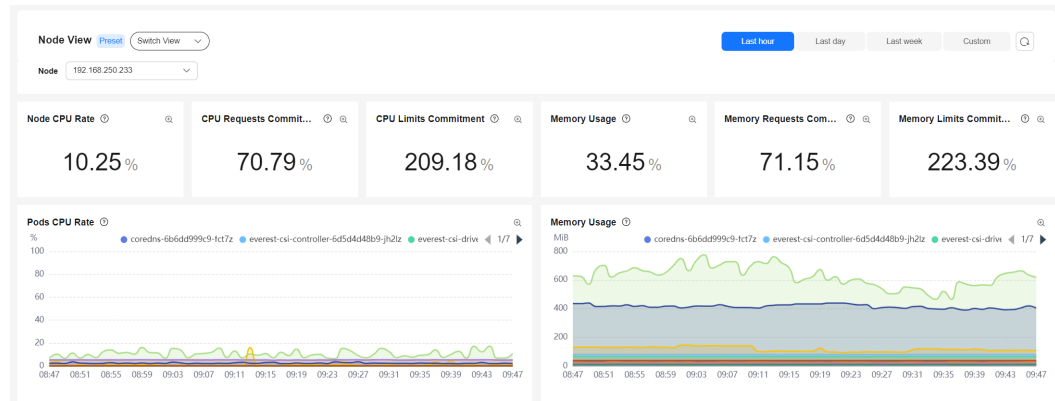 Node View Preset Switch View
Last hour Last day Last week Custom
Node 192.168.250.233
Node CPU Rate
10.25 %
CPU Requests Commit...
70.79 %
CPU Limits Commitment
209.18 %
Memory Usage
33.45 %
Memory Requests Com...
71.15 %
Memory Limits Commit...
223.39 %
Pods CPU Rate
%
coredns-6b6dd999c9-fct7z everest-csi-controller-6d5d4d48b9-jh2lz everest-csi-drive 1/7
100
80
60
40
20
0
08:47 08:51 08:55 08:59 09:03 09:07 09:11 09:15 09:19 09:23 09:27 09:31 09:35 09:39 09:43 09:47
Memory Usage
MiB
coredns-6b6dd999c9-fct7z everest-csi-controller-6d5d4d48b9-jh2lz everest-csi-drive 1/7
800
600
400
200
0
08:47 08:51 08:55 08:59 09:03 09:07 09:11 09:15 09:19 09:23 09:27 09:31 09:35 09:39 09:43 09:47